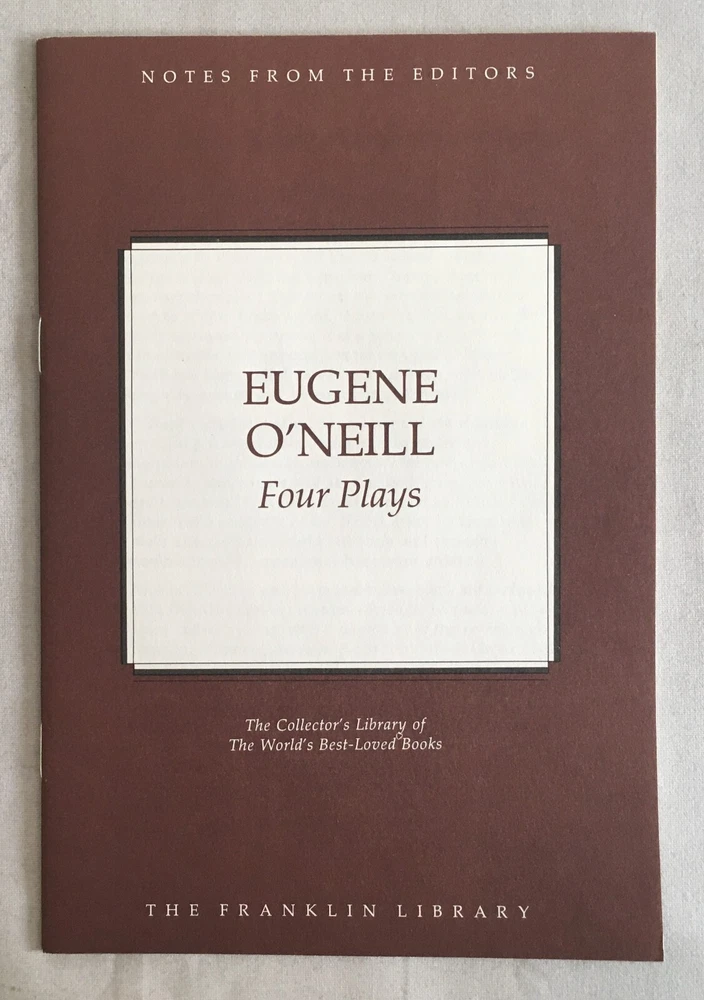 NOTES FROM THE EDITORS
EUGENE
O'NEILL
Four Plays
The Collector's Library of
The World's Best-Loved Books
THE FRANKLIN LIBRARY